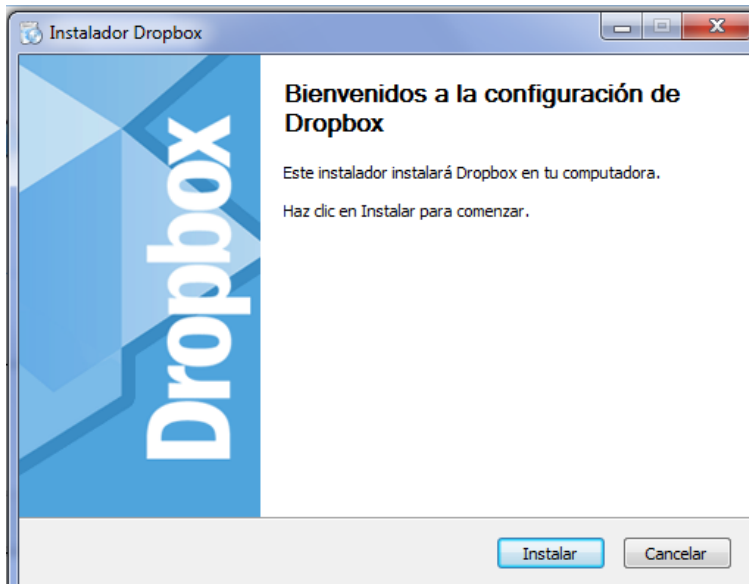 Instalador Dropbox
Dropbox
Bienvenidos a la configuración de
Dropbox
Este instalador instalará Dropbox en tu computadora.
Haz clic en Instalar para comenzar.
Instalar
Cancelar